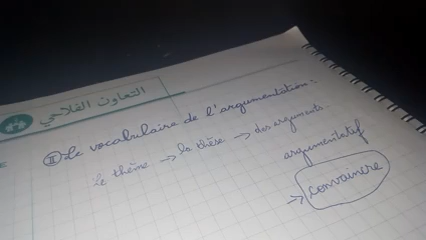 التعاون الفلاحي
II Le vocabulaire de l'argumentation :
Le thème → la thèse → des arguments.
argumentatif
→ convaincre